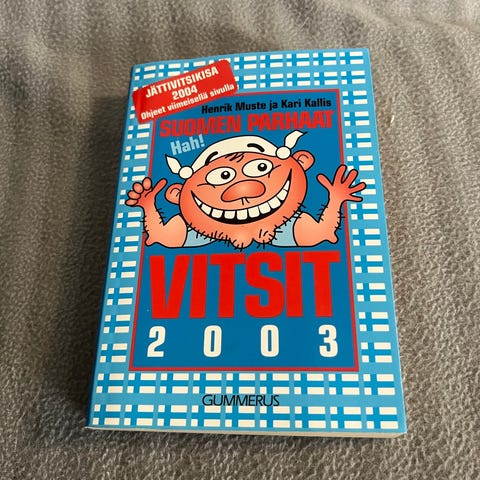 JÄTTIVITSIKISA
2004
Ohjeet viimeisellä sivulla
Henrik Muste ja Kari Kallis
SUOMEN PARHAAT
Hah!
VITSIT
2003
GUMMERUS